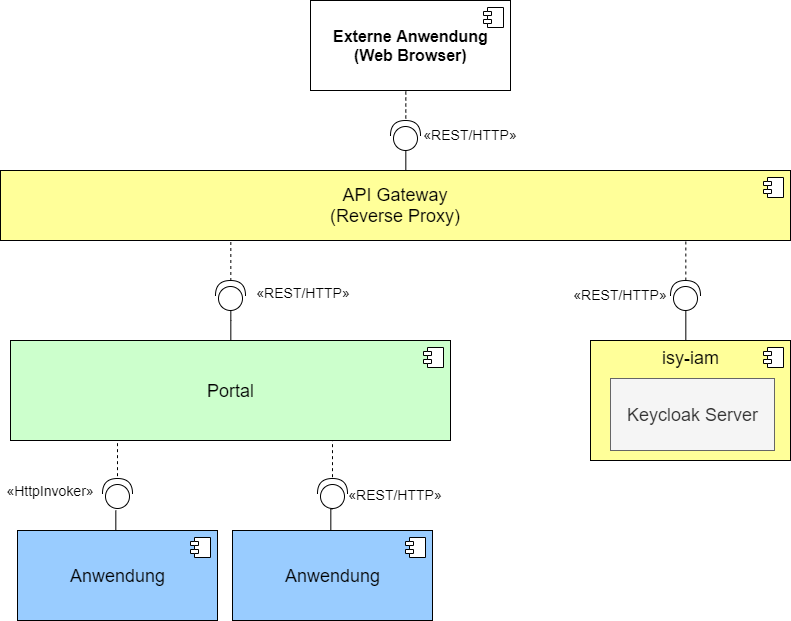 Externe Anwendung
(Web Browser)
«REST/HTTP»
API Gateway
(Reverse Proxy)
«REST/HTTP»
«REST/HTTP»
Portal
isy-iam
Keycloak Server
«HttpInvoker»
«REST/HTTP»
Anwendung
Anwendung